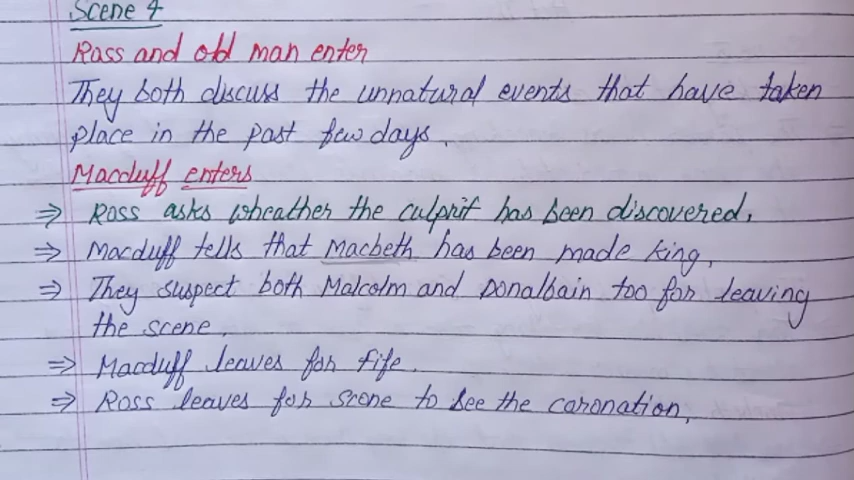 Scene 4
Ross and old man enter
They both discuss the unnatural events that have taken
place in the past few days.
Macduff enters
⇒ Ross asks wheather the culprit has been discovered,
⇒ Macduff tells that Macbeth has been made king,
⇒ They suspect both Malcolm and Donalbain too for leaving
the scene.
⇒ Macduff leaves for fife.
⇒ Ross leaves for scone to see the coronation,